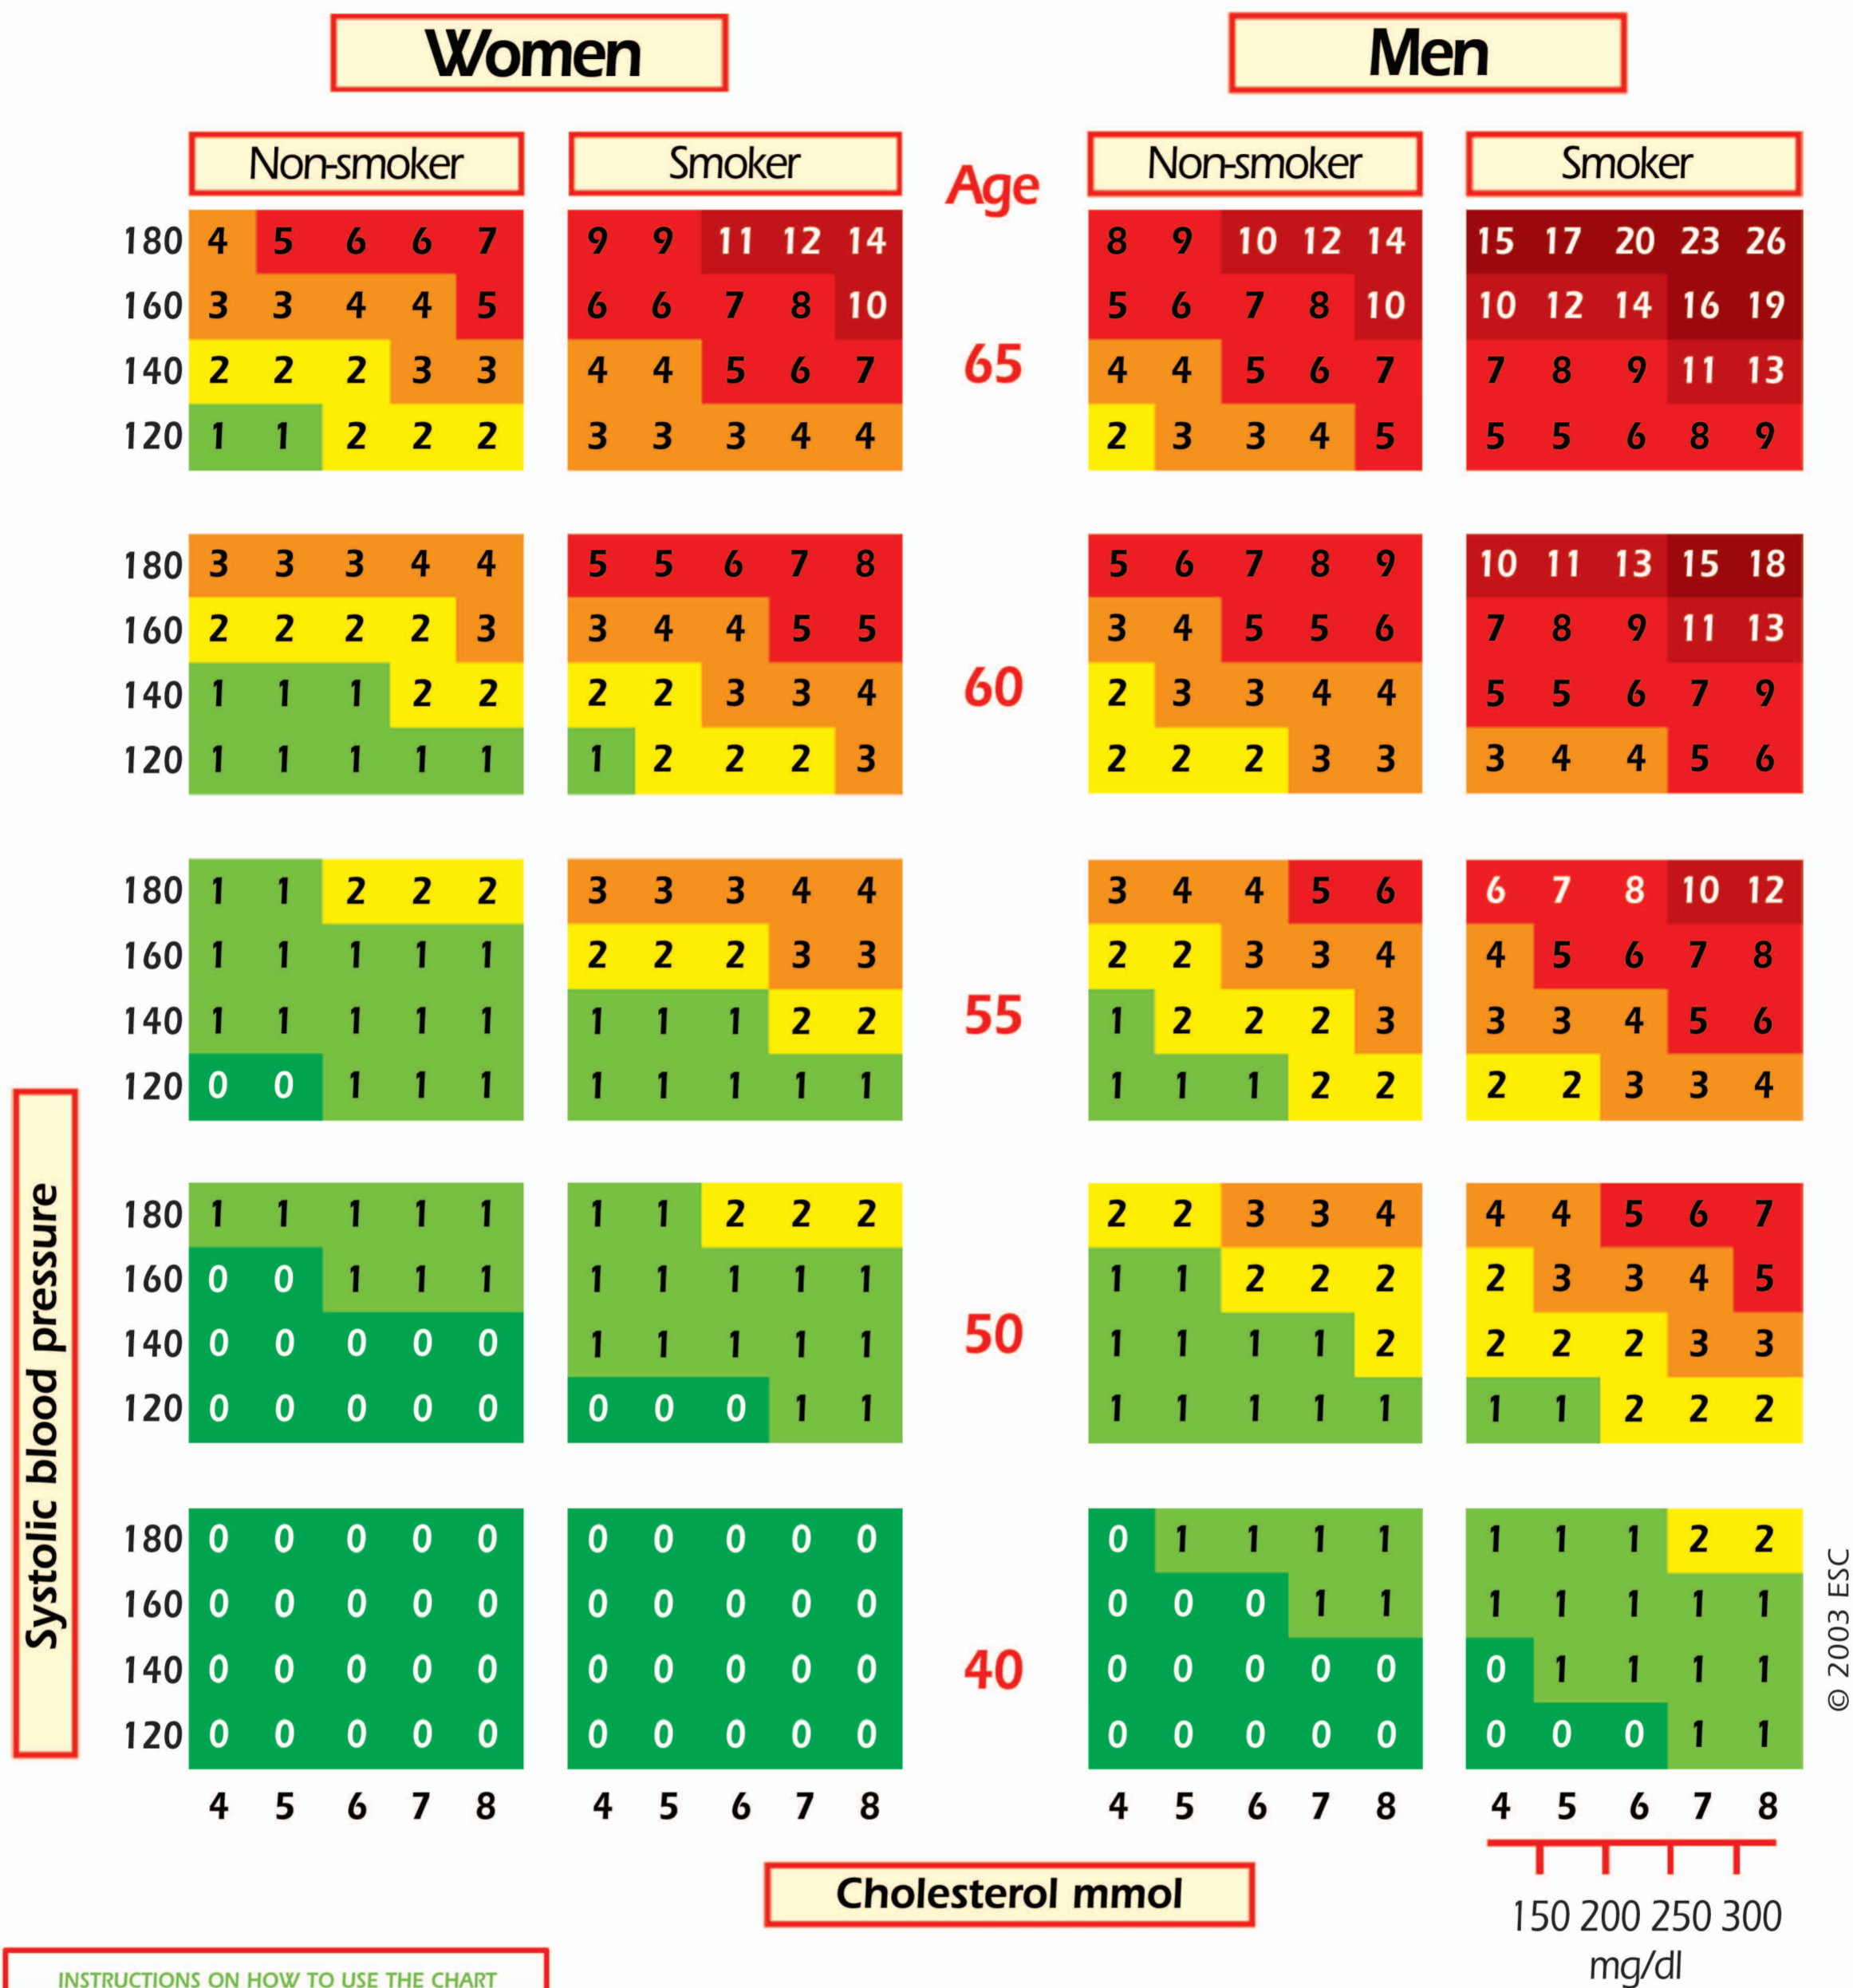 Women Men
Non-smoker Smoker Age Non-smoker Smoker
180 4 5 6 6 7 9 9 11 12 14 8 9 10 12 14 15 17 20 23 26
160 3 3 4 4 5 6 6 7 8 10 5 6 7 8 10 10 12 14 16 19
65
140 2 2 2 3 3 4 4 5 6 7 4 4 5 6 7 7 8 9 11 13
120 1 1 2 2 2 3 3 3 4 4 2 3 3 4 5 5 5 6 8 9
180 3 3 3 4 4 5 5 6 7 8 5 6 7 8 9 10 11 13 15 18
160 2 2 2 2 3 3 4 4 5 5 3 4 5 5 6 7 8 9 11 13
60
140 1 1 1 2 2 2 2 3 3 4 2 3 3 4 4 5 5 6 7 9
120 1 1 1 1 1 1 2 2 2 3 2 2 2 3 3 3 4 4 5 6
180 1 1 2 2 2 3 3 3 4 4 3 4 4 5 6 6 7 8 10 12
160 1 1 1 1 1 2 2 2 3 3 2 2 3 3 4 4 5 6 7 8
55
140 1 1 1 1 1 1 1 1 2 2 1 2 2 2 3 3 3 4 5 6
120 0 0 1 1 1 1 1 1 1 1 1 1 1 2 2 2 2 3 3 4
180 1 1 1 1 1 1 1 2 2 2 2 2 3 3 4 4 4 5 6 7
160 0 0 1 1 1 1 1 1 1 1 1 1 2 2 2 2 3 3 4 5
50
140 0 0 0 0 0 1 1 1 1 1 1 1 1 1 2 2 2 2 3 3
120 0 0 0 0 0 0 0 0 1 1 1 1 1 1 1 1 1 2 2 2
180 0 0 0 0 0 0 0 0 0 0 0 1 1 1 1 1 1 1 2 2
160 0 0 0 0 0 0 0 0 0 0 0 0 0 1 1 1 1 1 1 1
40
140 0 0 0 0 0 0 0 0 0 0 0 0 0 0 0 0 1 1 1 1
120 0 0 0 0 0 0 0 0 0 0 0 0 0 0 0 0 0 0 1 1
4 5 6 7 8 4 5 6 7 8 4 5 6 7 8 4 5 6 7 8
Systolic blood pressure
© 2003 ESC
Cholesterol mmol
150 200 250 300
mg/dl
INSTRUCTIONS ON HOW TO USE THE CHART